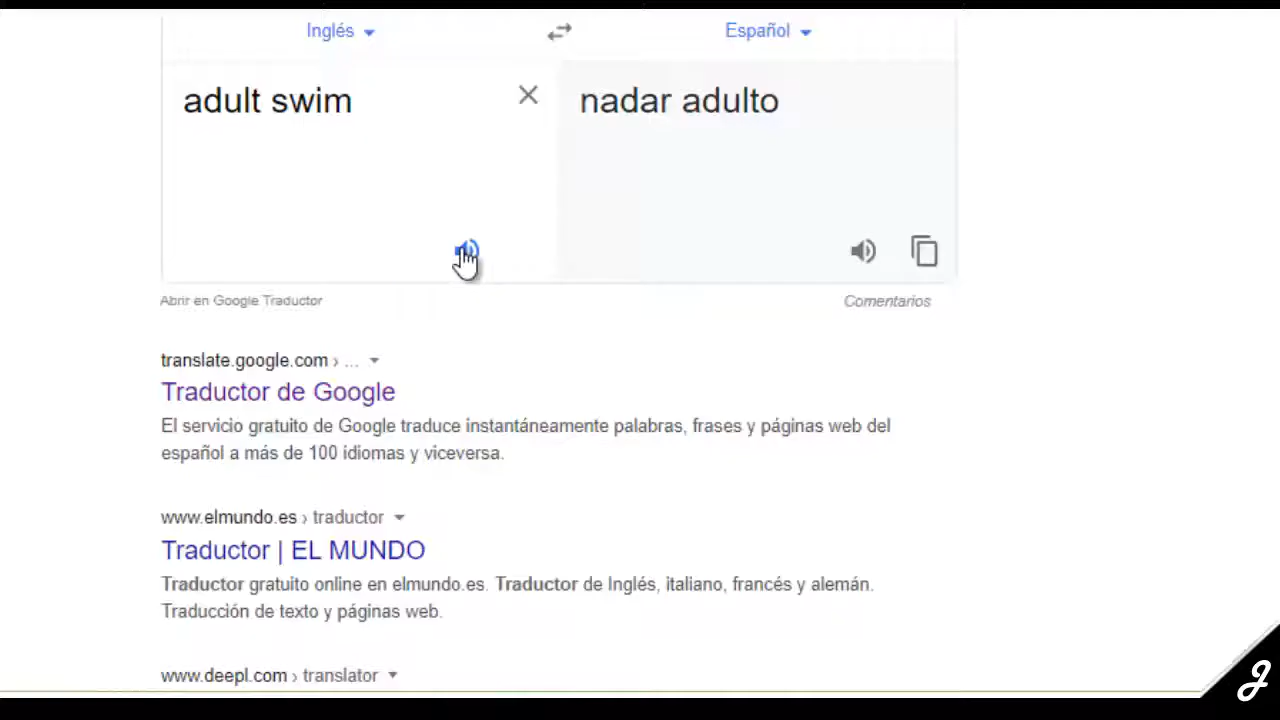 Inglés Español
adult swim nadar adulto
Abrir en Google Traductor Comentarios
translate.google.com › ...
Traductor de Google
El servicio gratuito de Google traduce instantáneamente palabras, frases y páginas web del
español a más de 100 idiomas y viceversa.
www.elmundo.es › traductor
Traductor | EL MUNDO
Traductor gratuito online en elmundo.es. Traductor de Inglés, italiano, francés y alemán.
Traducción de texto y páginas web.
www.deepl.com › translator
J